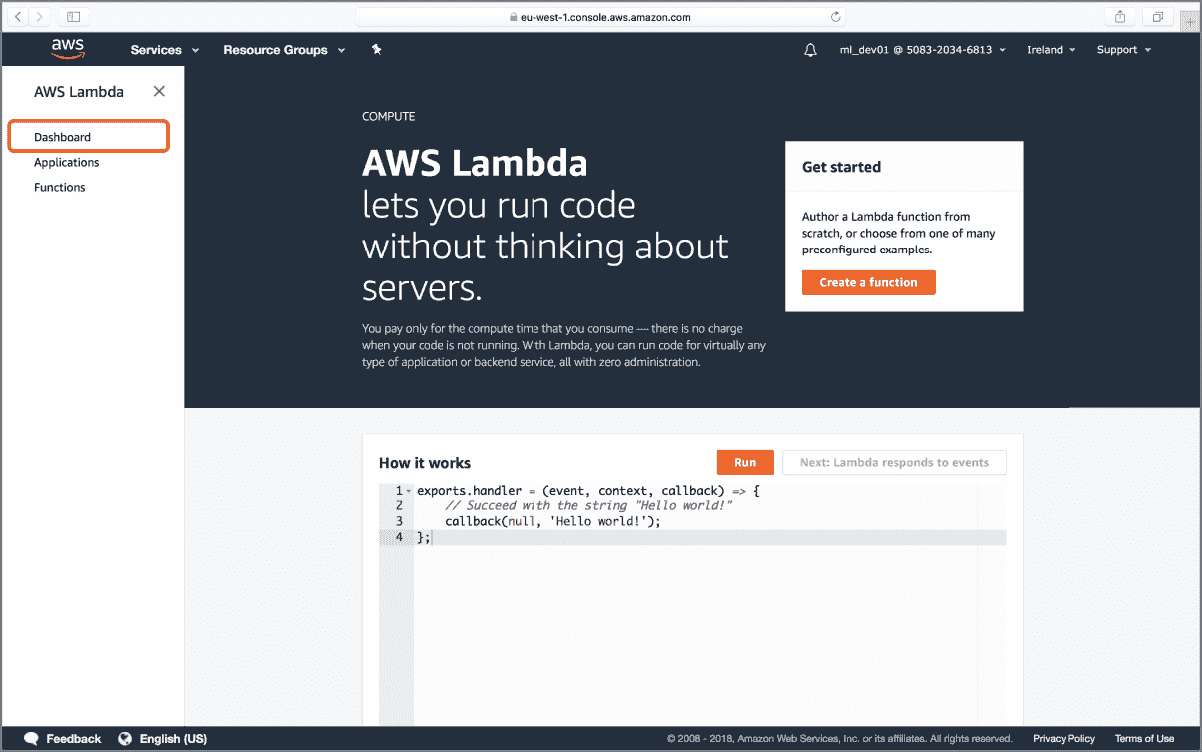 eu-west-1.console.aws.amazon.com
aws Services Resource Groups ml_dev01 @ 5083-2034-6813 Ireland Support
AWS Lambda
Dashboard
Applications
Functions
COMPUTE
AWS Lambda
lets you run code
without thinking about
servers.
You pay only for the compute time that you consume — there is no charge
when your code is not running. With Lambda, you can run code for virtually any
type of application or backend service, all with zero administration.
Get started
Author a Lambda function from
scratch, or choose from one of many
preconfigured examples.
Create a function
How it works Run Next: Lambda responds to events
1 exports.handler = (event, context, callback) => {
2 // Succeed with the string "Hello world!"
3 callback(null, 'Hello world!');
4 };
Feedback English (US) © 2008 - 2018, Amazon Web Services, Inc. or its affiliates. All rights reserved. Privacy Policy Terms of Use